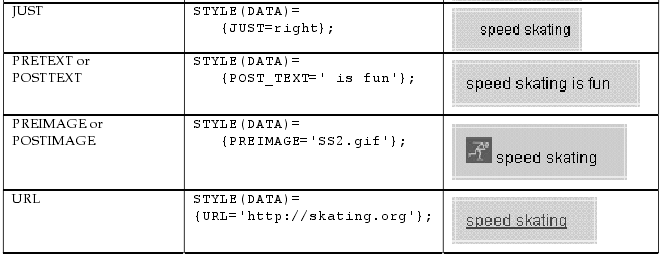 JUST
STYLE(DATA)=
{JUST=right};
speed skating
PRETEXT or
POSTTEXT
STYLE(DATA)=
{POST_TEXT=' is fun'};
speed skating is fun
PREIMAGE or
POSTIMAGE
STYLE(DATA)=
{PREIMAGE='SS2.gif'};
speed skating
URL
STYLE(DATA)=
{URL='http://skating.org'};
speed skating